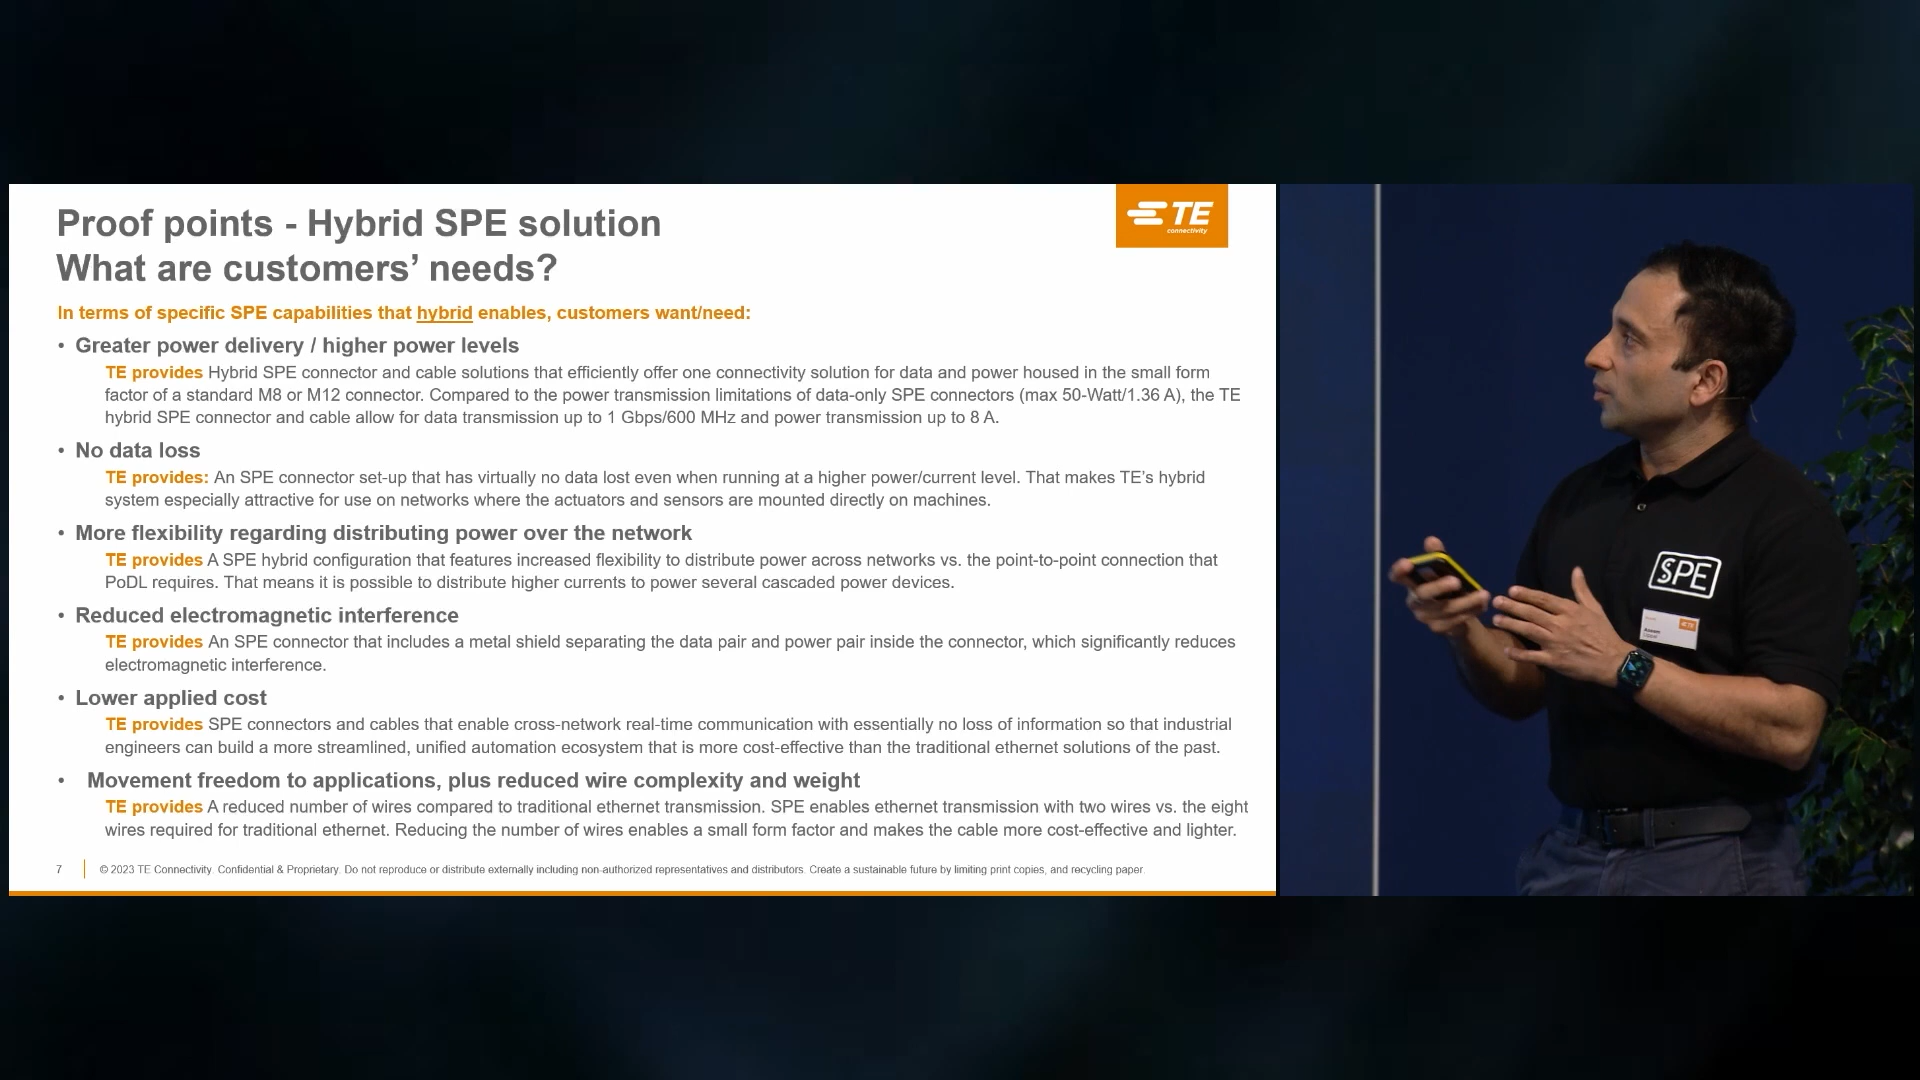 Proof points - Hybrid SPE solution
What are customers’ needs?
TE
connectivity
In terms of specific SPE capabilities that hybrid enables, customers want/need:
• Greater power delivery / higher power levels
TE provides Hybrid SPE connector and cable solutions that efficiently offer one connectivity solution for data and power housed in the small form
factor of a standard M8 or M12 connector. Compared to the power transmission limitations of data-only SPE connectors (max 50-Watt/1.36 A), the TE
hybrid SPE connector and cable allow for data transmission up to 1 Gbps/600 MHz and power transmission up to 8 A.
• No data loss
TE provides: An SPE connector set-up that has virtually no data lost even when running at a higher power/current level. That makes TE’s hybrid
system especially attractive for use on networks where the actuators and sensors are mounted directly on machines.
• More flexibility regarding distributing power over the network
TE provides A SPE hybrid configuration that features increased flexibility to distribute power across networks vs. the point-to-point connection that
PoDL requires. That means it is possible to distribute higher currents to power several cascaded power devices.
• Reduced electromagnetic interference
TE provides An SPE connector that includes a metal shield separating the data pair and power pair inside the connector, which significantly reduces
electromagnetic interference.
• Lower applied cost
TE provides SPE connectors and cables that enable cross-network real-time communication with essentially no loss of information so that industrial
engineers can build a more streamlined, unified automation ecosystem that is more cost-effective than the traditional ethernet solutions of the past.
• Movement freedom to applications, plus reduced wire complexity and weight
TE provides A reduced number of wires compared to traditional ethernet transmission. SPE enables ethernet transmission with two wires vs. the eight
wires required for traditional ethernet. Reducing the number of wires enables a small form factor and makes the cable more cost-effective and lighter.
7 © 2023 TE Connectivity. Confidential & Proprietary. Do not reproduce or distribute externally including non-authorized representatives and distributors. Create a sustainable future by limiting print copies, and recycling paper.
SPE
TE